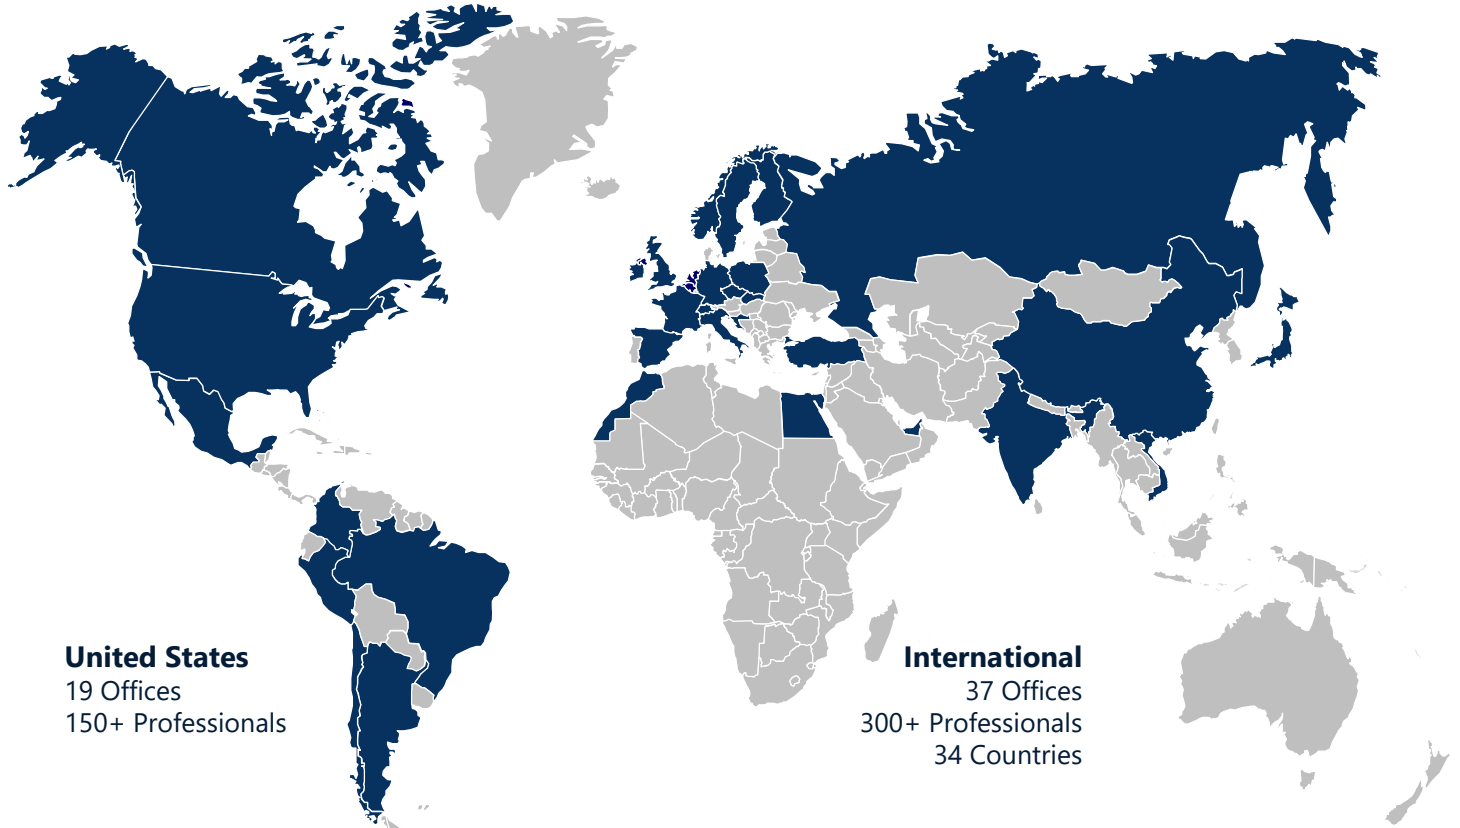 United States
19 Offices
150+ Professionals
International
37 Offices
300+ Professionals
34 Countries